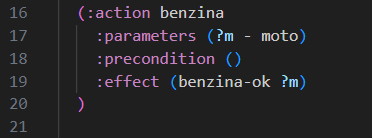 16 (:action benzina
17 :parameters (?m - moto)
18 :precondition ()
19 :effect (benzina-ok ?m)
20 )
21